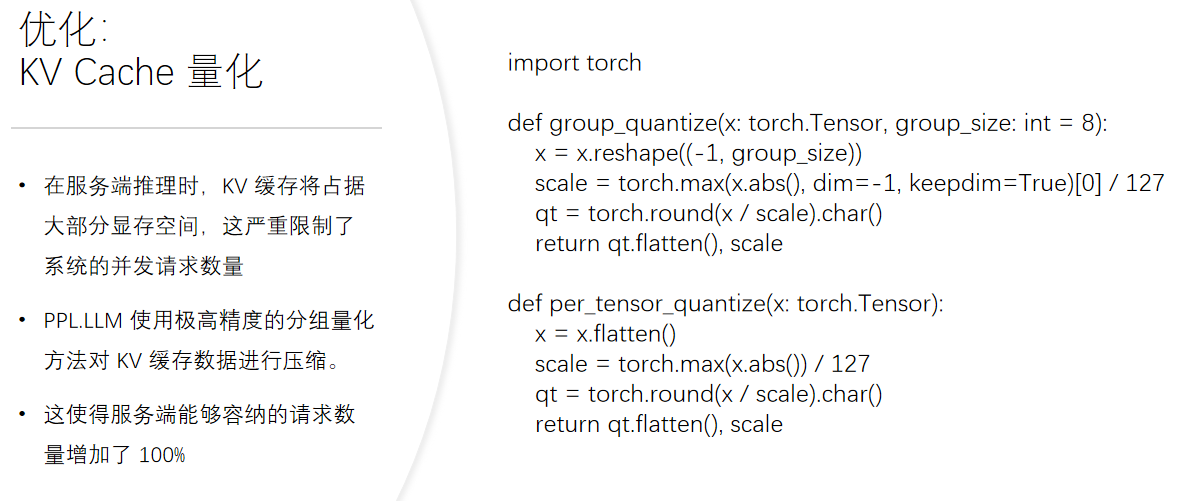 优化:
KV Cache 量化
• 在服务端推理时，KV 缓存将占据
大部分显存空间，这严重限制了
系统的并发请求数量
• PPL.LLM 使用极高精度的分组量化
方法对 KV 缓存数据进行压缩。
• 这使得服务端能够容纳的请求数
量增加了 100%
import torch
def group_quantize(x: torch.Tensor, group_size: int = 8):
x = x.reshape((-1, group_size))
scale = torch.max(x.abs(), dim=-1, keepdim=True)[0] / 127
qt = torch.round(x / scale).char()
return qt.flatten(), scale
def per_tensor_quantize(x: torch.Tensor):
x = x.flatten()
scale = torch.max(x.abs()) / 127
qt = torch.round(x / scale).char()
return qt.flatten(), scale